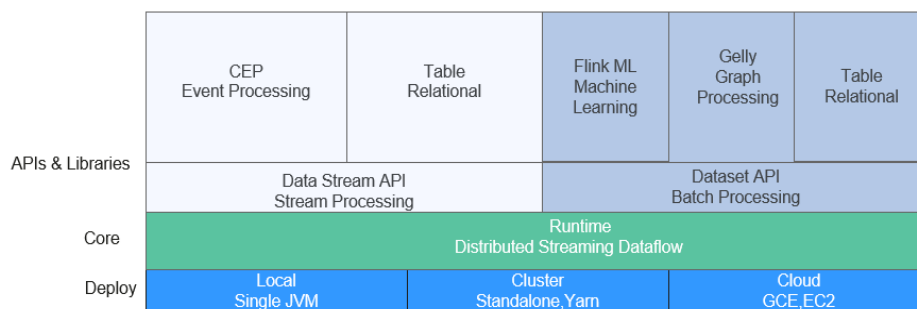 CEP
Event Processing
Table
Relational
Flink ML
Machine
Learning
Gelly
Graph
Processing
Table
Relational
APIs & Libraries
Data Stream API
Stream Processing
Dataset API
Batch Processing
Core
Runtime
Distributed Streaming Dataflow
Deploy
Local
Single JVM
Cluster
Standalone,Yarn
Cloud
GCE,EC2